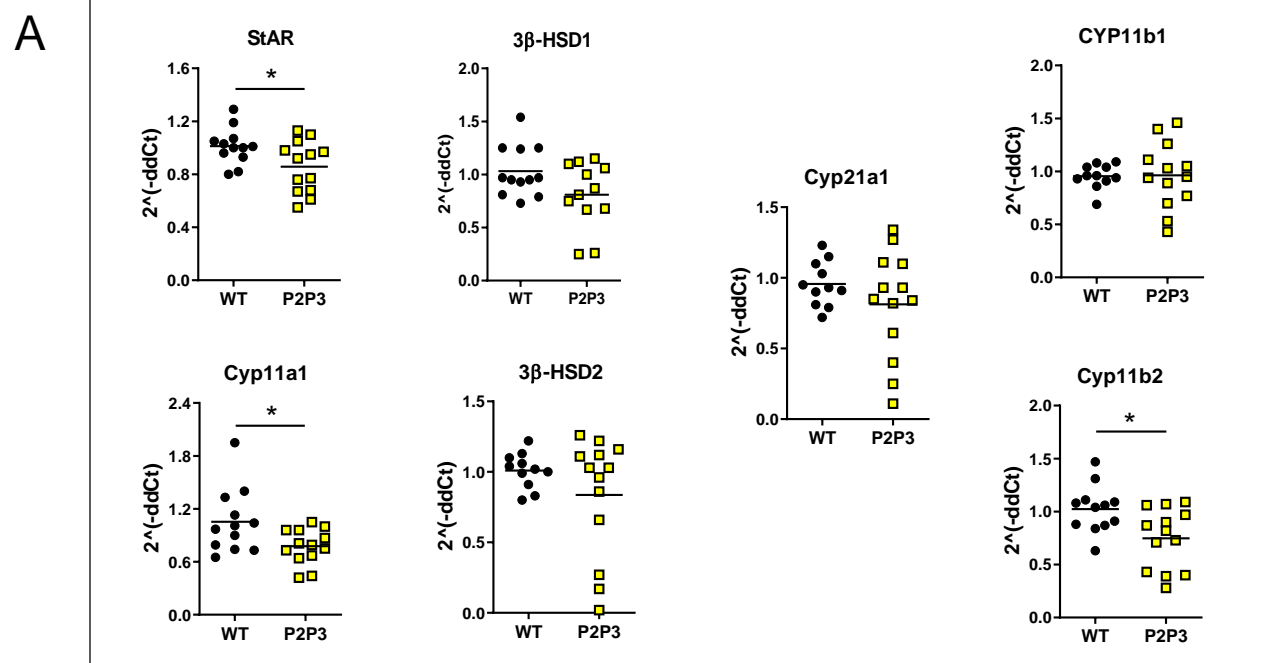 A
StAR
2^(-ddCt)
1.6
1.2
0.8
0.4
0.0
*
WT
P2P3
3β-HSD1
2^(-ddCt)
2.0
1.5
1.0
0.5
0.0
WT
P2P3
Cyp21a1
2^(-ddCt)
1.5
1.0
0.5
0.0
WT
P2P3
CYP11b1
2^(-ddCt)
2.0
1.5
1.0
0.5
0.0
WT
P2P3
Cyp11a1
2^(-ddCt)
2.4
1.8
1.2
0.6
0.0
*
WT
P2P3
3β-HSD2
2^(-ddCt)
1.5
1.0
0.5
0.0
WT
P2P3
Cyp11b2
2^(-ddCt)
2.0
1.5
1.0
0.5
0.0
*
WT
P2P3